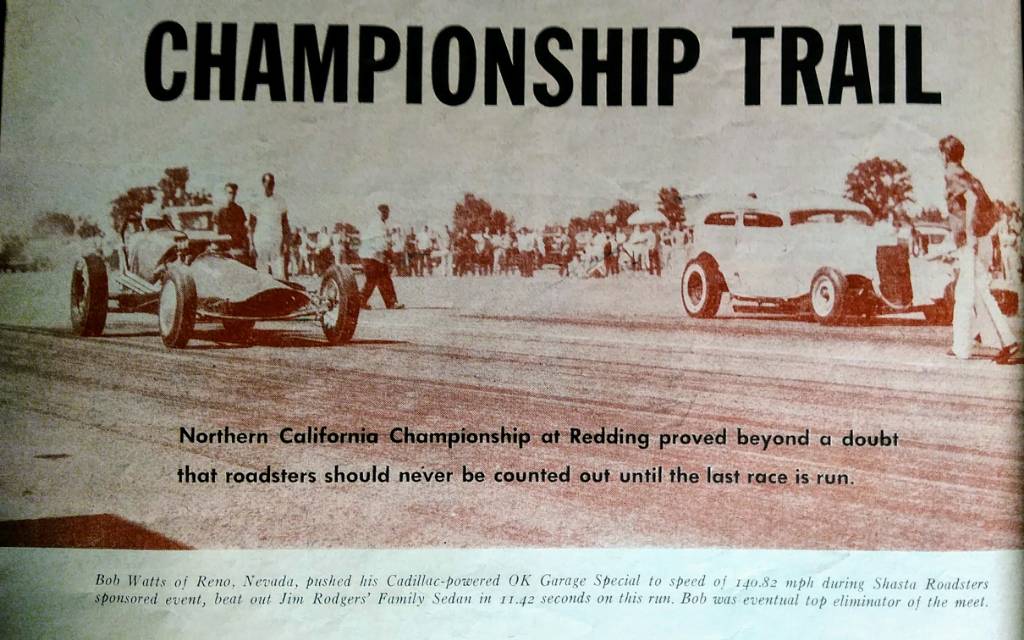 CHAMPIONSHIP TRAIL
Northern California Championship at Redding proved beyond a doubt
that roadsters should never be counted out until the last race is run.
Bob Watts of Reno, Nevada, pushed his Cadillac-powered OK Garage Special to speed of 140.82 mph during Shasta Roadsters
sponsored event, beat out Jim Rodgers' Family Sedan in 11.42 seconds on this run. Bob was eventual top eliminator of the meet.